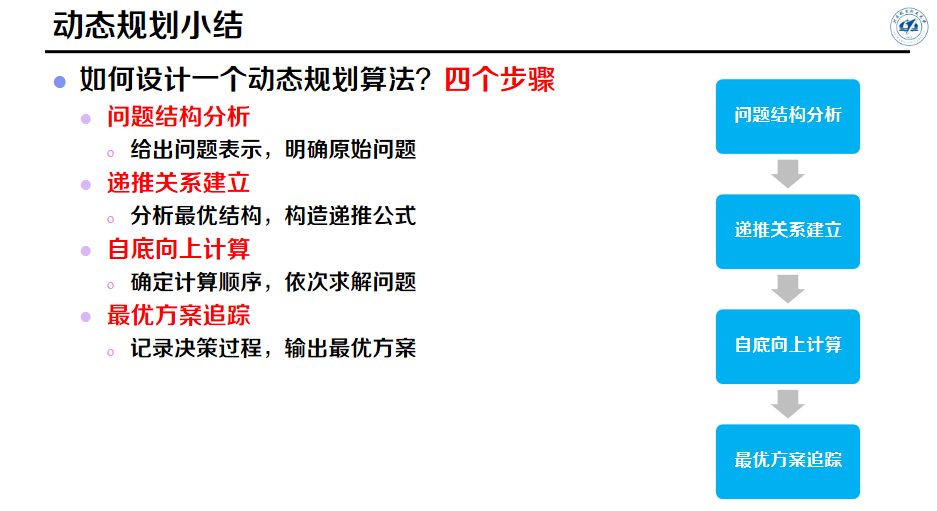 动态规划小结
如何设计一个动态规划算法？四个步骤
问题结构分析
给出问题表示，明确原始问题
递推关系建立
分析最优结构，构造递推公式
自底向上计算
确定计算顺序，依次求解问题
最优方案追踪
记录决策过程，输出最优方案
问题结构分析
递推关系建立
自底向上计算
最优方案追踪